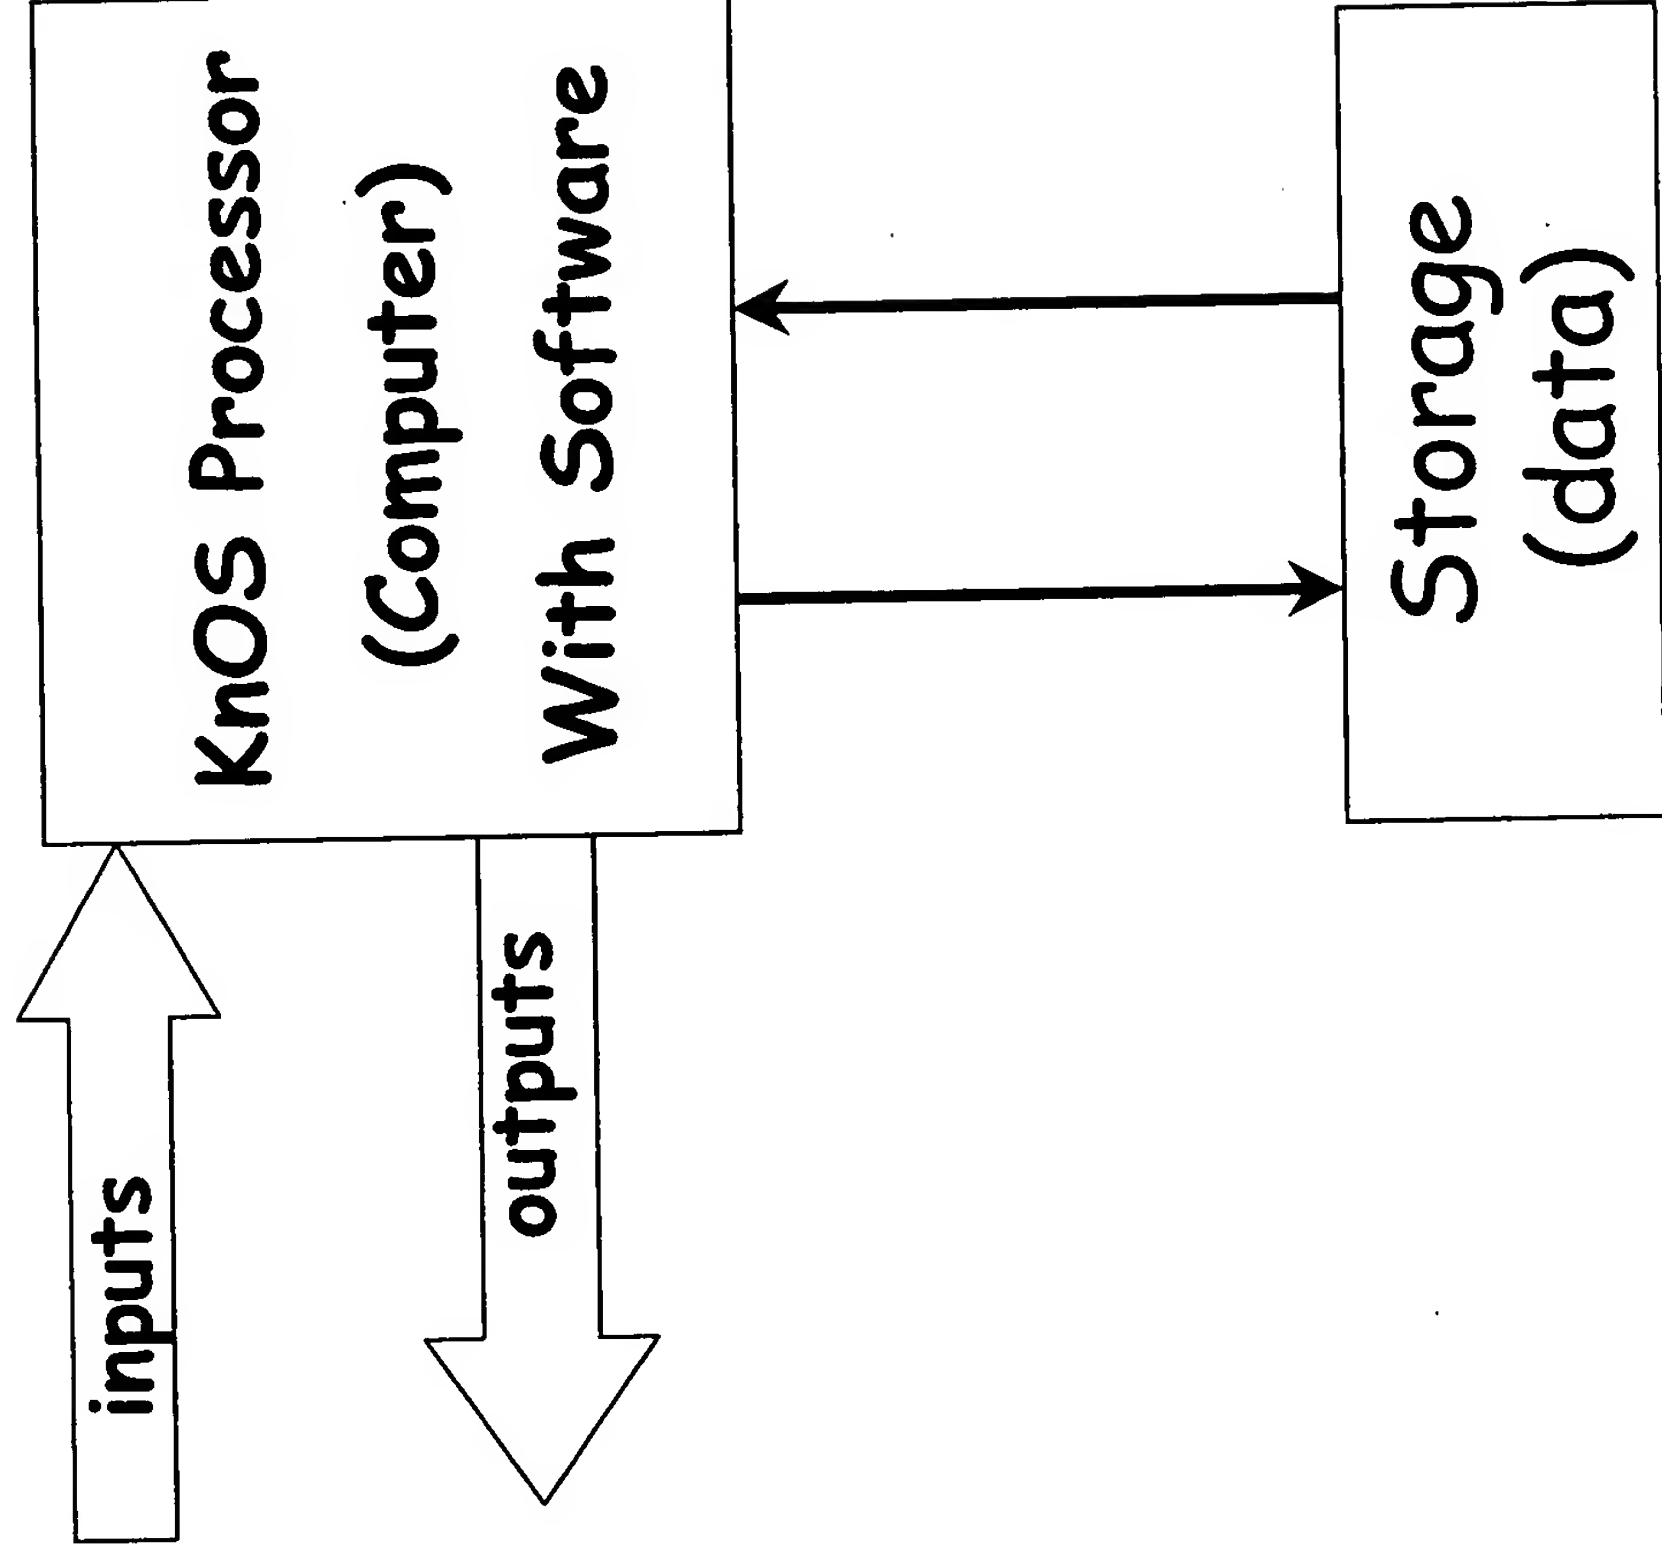 inputs
outputs
KnOS Processor
(Computer)
With Software
Storage
(data)